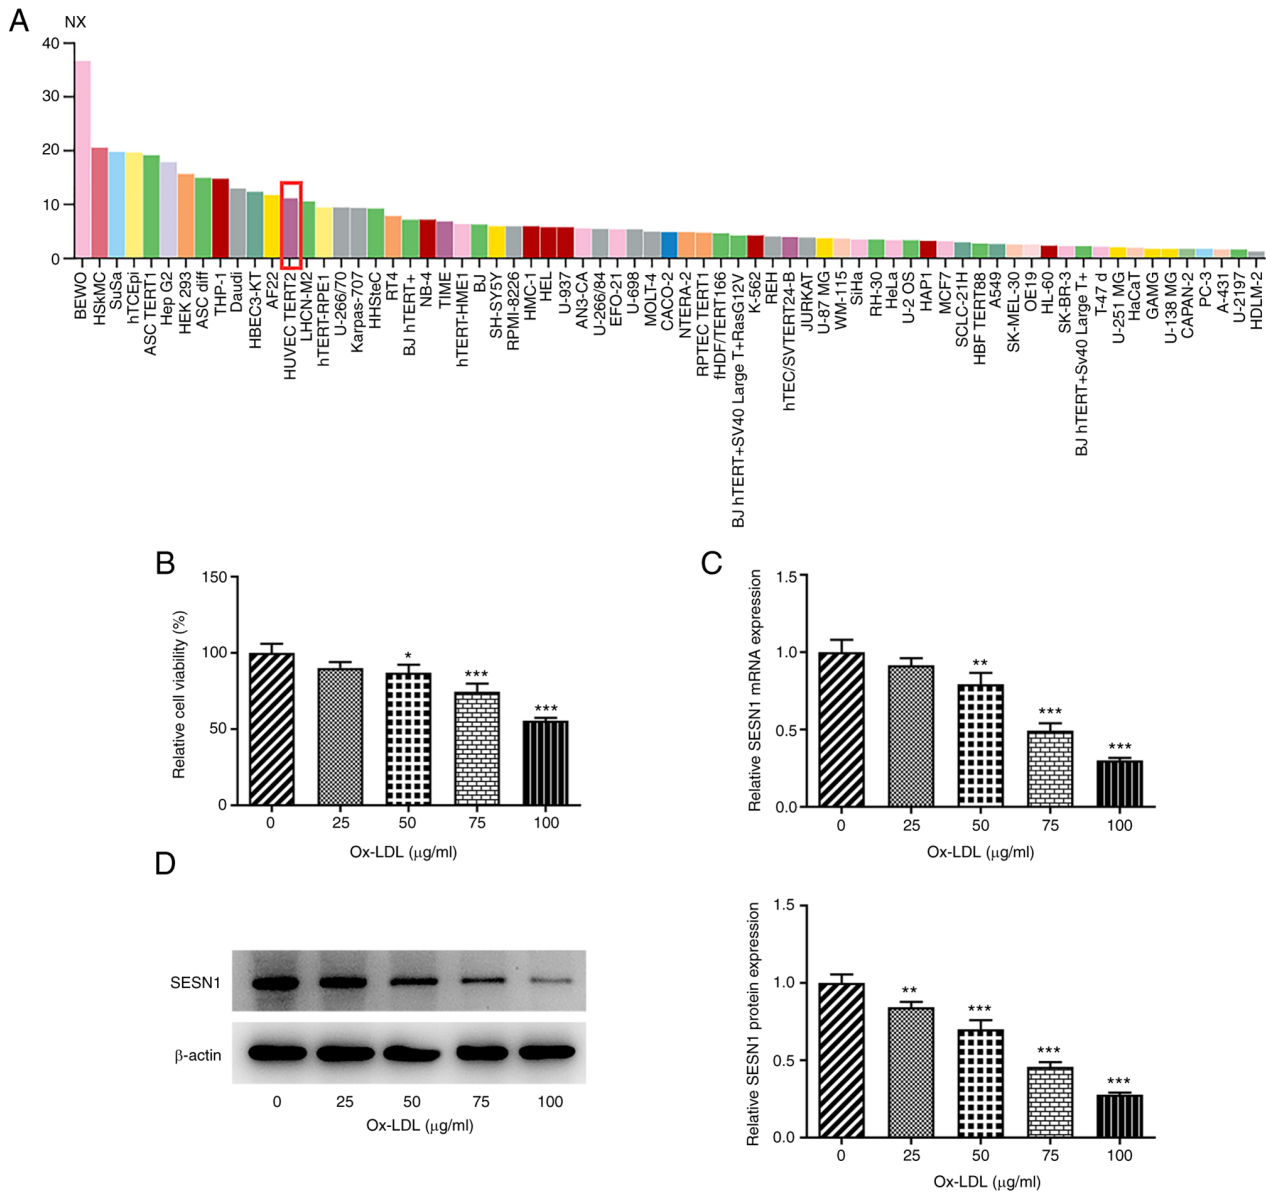 A
NX
40
30
20
10
0
BEWO
HSkMC
SuSa
hTCEpi
ASC TERT1
Hep G2
HEK 293
ASC diff
THP-1
Daudi
HBEC3-KT
AF22
HUVEC TERT2
LHCN-M2
hTERT-RPE1
U-266/70
Karpas-707
HHSteC
RT4
BJ hTERT+
NB-4
TIME
hTERT-HME1
BJ
SH-SY5Y
RPMI-8226
HMC-1
HEL
U-937
AN3-CA
U-266/84
EFO-21
U-698
MOLT-4
CACO-2
NTERA-2
RPTEC TERT1
fHDF/TERT166
BJ hTERT+SV40 Large T+RasG12V
K-562
REH
hTEC/SVTERT24-B
JURKAT
U-87 MG
WM-115
SiHa
RH-30
HeLa
U-2 OS
HAP1
MCF7
SCLC-21H
HBF TERT88
A549
SK-MEL-30
OE19
HL-60
SK-BR-3
BJ hTERT+Sv40 Large T+
T-47 d
U-251 MG
HaCaT
GAMG
U-138 MG
CAPAN-2
PC-3
A-431
U-2197
HDLM-2
B
Relative cell viability (%)
150
100
50
0
*
***
***
0 25 50 75 100
Ox-LDL (µg/ml)
C
Relative SESN1 mRNA expression
1.5
1.0
0.5
0.0
**
***
***
0 25 50 75 100
Ox-LDL (µg/ml)
D
SESN1
β-actin
0 25 50 75 100
Ox-LDL (µg/ml)
Relative SESN1 protein expression
1.5
1.0
0.5
0.0
**
***
***
***
0 25 50 75 100
Ox-LDL (µg/ml)